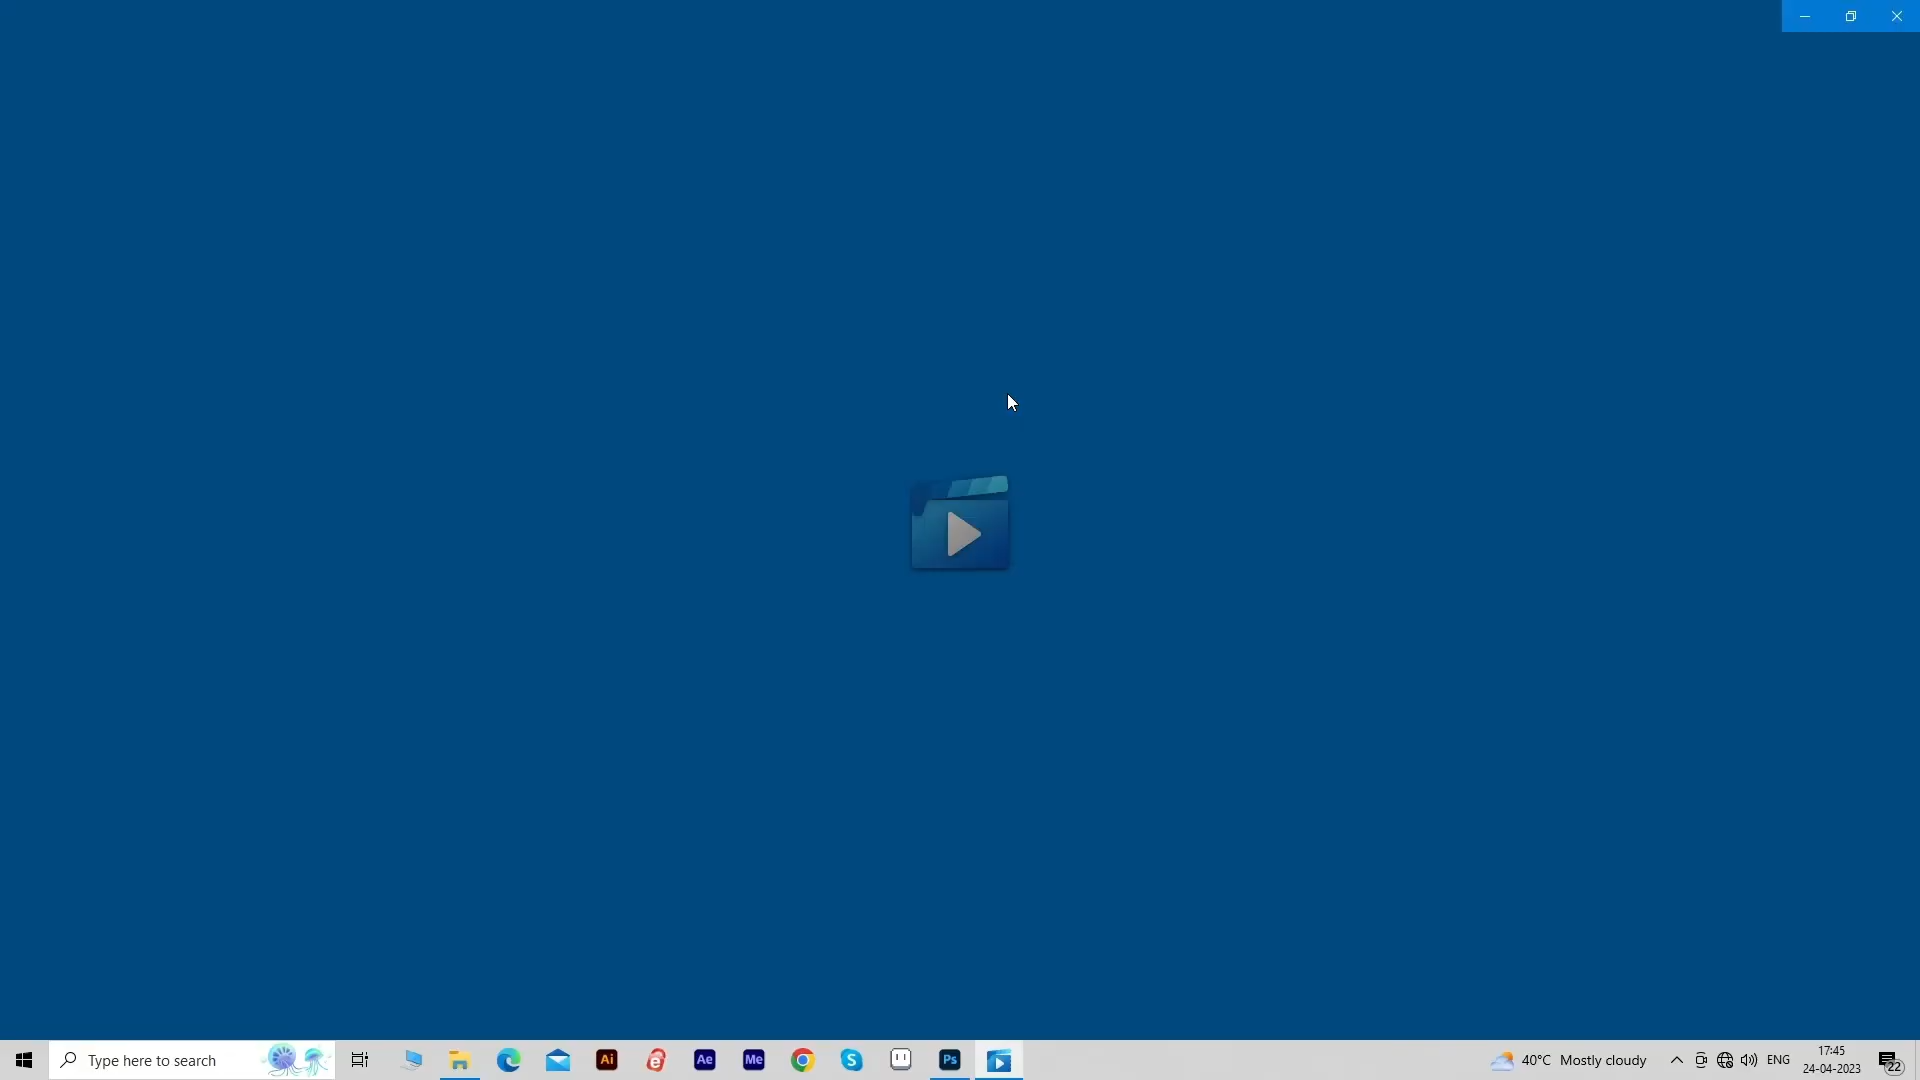 Type here to search
Ai
e
Ae
Me
S
Ps
40°C Mostly cloudy
ENG
17:45
24-04-2023
22